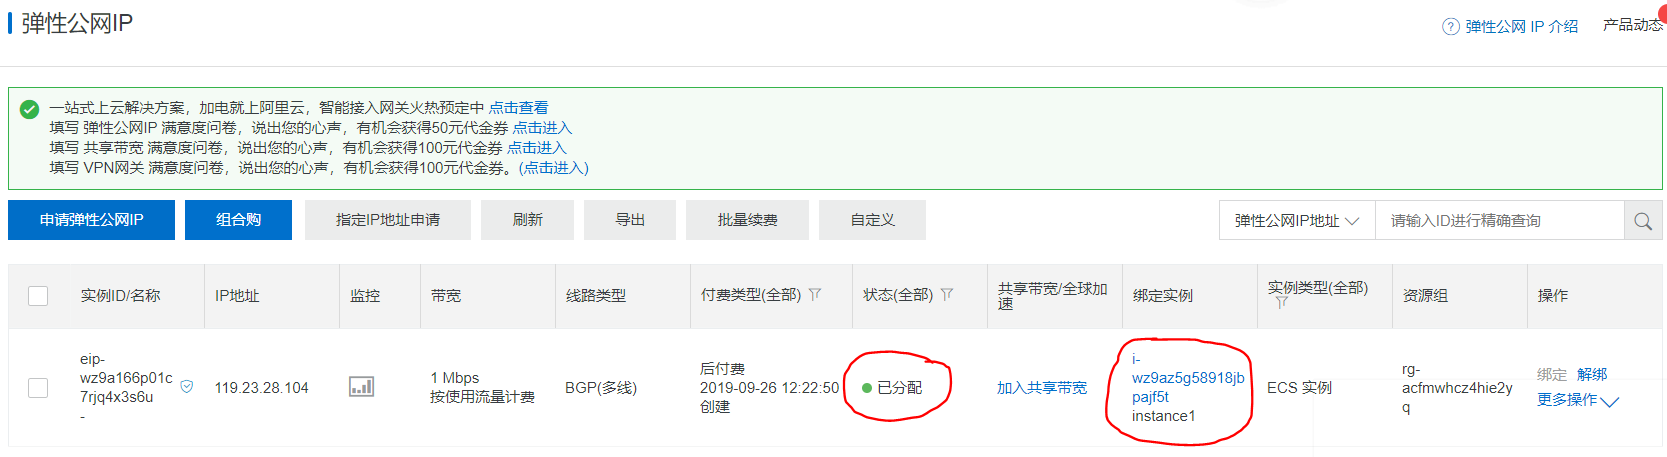 弹性公网IP
? 弹性公网 IP 介绍 产品动态
一站式上云解决方案，加电就上阿里云，智能接入网关火热预定中 点击查看
填写 弹性公网IP 满意度问卷，说出您的心声，有机会获得50元代金券 点击进入
填写 共享带宽 满意度问卷，说出您的心声，有机会获得100元代金券 点击进入
填写 VPN网关 满意度问卷，说出您的心声，有机会获得100元代金券。(点击进入)
申请弹性公网IP 组合购 指定IP地址申请 刷新 导出 批量续费 自定义 弹性公网IP地址 请输入ID进行精确查询
实例ID/名称 IP地址 监控 带宽 线路类型 付费类型(全部) 状态(全部) 共享带宽/全球加
速 绑定实例 实例类型(全部) 资源组 操作
eip-
wz9a166p01c
7rjq4x3s6u
-
119.23.28.104
1 Mbps
按使用流量计费
BGP(多线)
后付费
2019-09-26 12:22:50
创建
已分配
加入共享带宽
i-
wz9az5g58918jb
pajf5t
instance1
ECS 实例
rg-
acfmwhcz4hie2y
q
绑定 解绑
更多操作